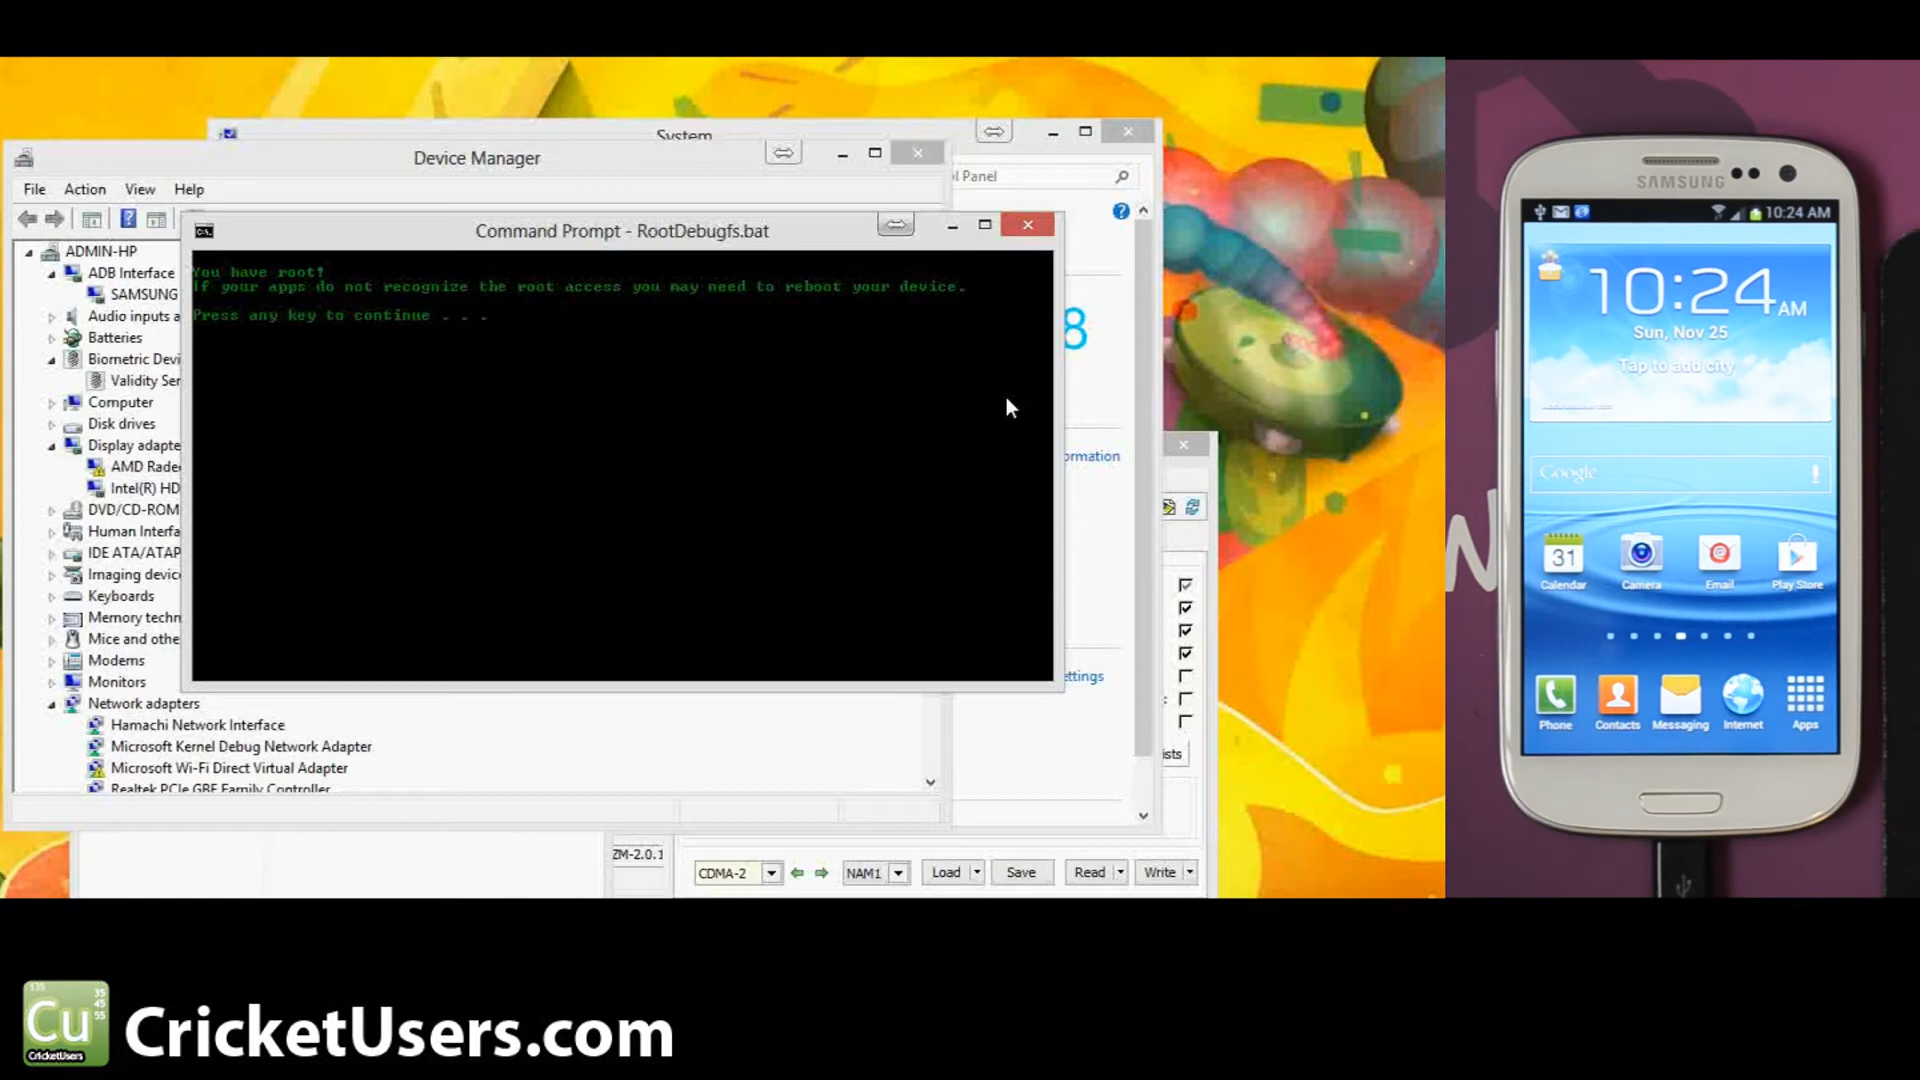 System
Device Manager
l Panel
File Action View Help
Command Prompt - RootDebugfs.bat
You have root!
If your apps do not recognize the root access you may need to reboot your device.
Press any key to continue . . .
ADMIN-HP
ADB Interface
SAMSUNG
Audio inputs a
Batteries
Biometric Devi
Validity Ser
Computer
Disk drives
Display adapte
AMD Rade
Intel(R) HD
DVD/CD-ROM
Human Interfa
IDE ATA/ATAP
Imaging device
Keyboards
Memory techn
Mice and othe
Modems
Monitors
Network adapters
Hamachi Network Interface
Microsoft Kernel Debug Network Adapter
Microsoft Wi-Fi Direct Virtual Adapter
Realtek PCIe GBE Family Controller
8
ormation
ettings
ists
ZM-2.0.1
CDMA-2 NAM1 Load Save Read Write
SAMSUNG
10:24 AM
10:24 AM
Sun, Nov 25
Tap to add city
Google
31
Calendar Camera Email Play Store
Phone Contacts Messaging Internet Apps
135
35
45
55
Cu
CricketUsers
CricketUsers.com